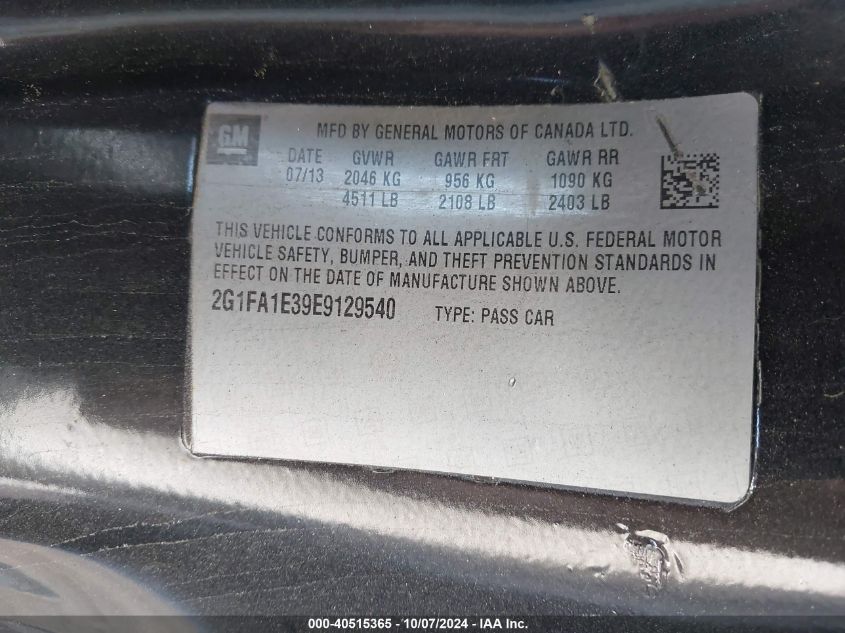 GM
MFD BY GENERAL MOTORS OF CANADA LTD.
DATE GVWR GAWR FRT GAWR RR
07/13 2046 KG 956 KG 1090 KG
4511 LB 2108 LB 2403 LB
THIS VEHICLE CONFORMS TO ALL APPLICABLE U.S. FEDERAL MOTOR
VEHICLE SAFETY, BUMPER, AND THEFT PREVENTION STANDARDS IN
EFFECT ON THE DATE OF MANUFACTURE SHOWN ABOVE.
2G1FA1E39E9129540 TYPE: PASS CAR
000-40515365 - 10/07/2024 - IAA Inc.